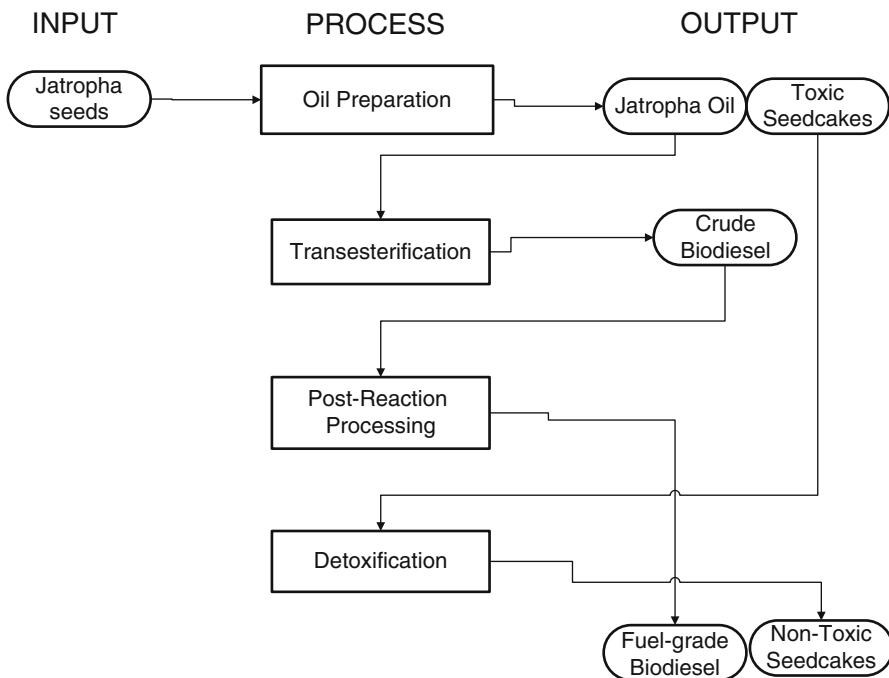 INPUT
PROCESS
OUTPUT
Jatropha
seeds
Oil Preparation
Jatropha Oil
Toxic
Seedcakes
Transesterification
Crude
Biodiesel
Post-Reaction
Processing
Detoxification
Fuel-grade
Biodiesel
Non-Toxic
Seedcakes